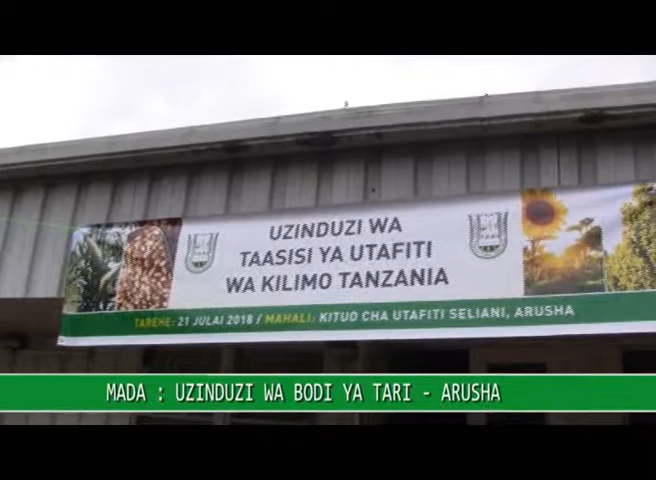 UZINDUZI WA
TAASISI YA UTAFITI
WA KILIMO TANZANIA
TAREHE: 21 JULAI 2018 / MAHALI: KITUO CHA UTAFITI SELIANI, ARUSHA
MADA : UZINDUZI WA BODI YA TARI - ARUSHA